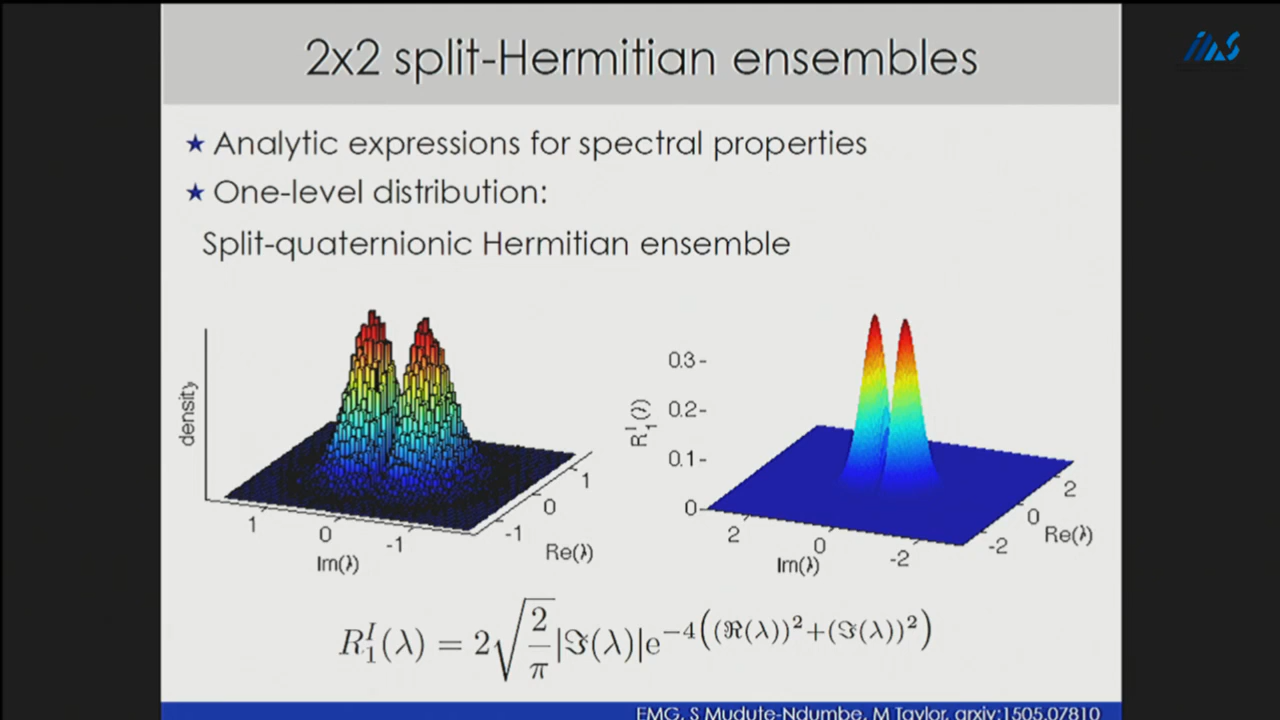 IMS
2x2 split-Hermitian ensembles
★ Analytic expressions for spectral properties
★ One-level distribution:
Split-quaternionic Hermitian ensemble
density
1
0
-1
Im(λ)
-1
0
1
Re(λ)
R₁ᴵ(λ)
0.3
0.2
0.1
0
2
0
-2
Im(λ)
-2
0
2
Re(λ)
R₁ᴵ(λ) = 2√(2/π) |ℑ(λ)| e^{-4((ℜ(λ))²+(ℑ(λ))²)}
EMG, S Mudute-Ndumbe, M Taylor, arxiv:1505.07810